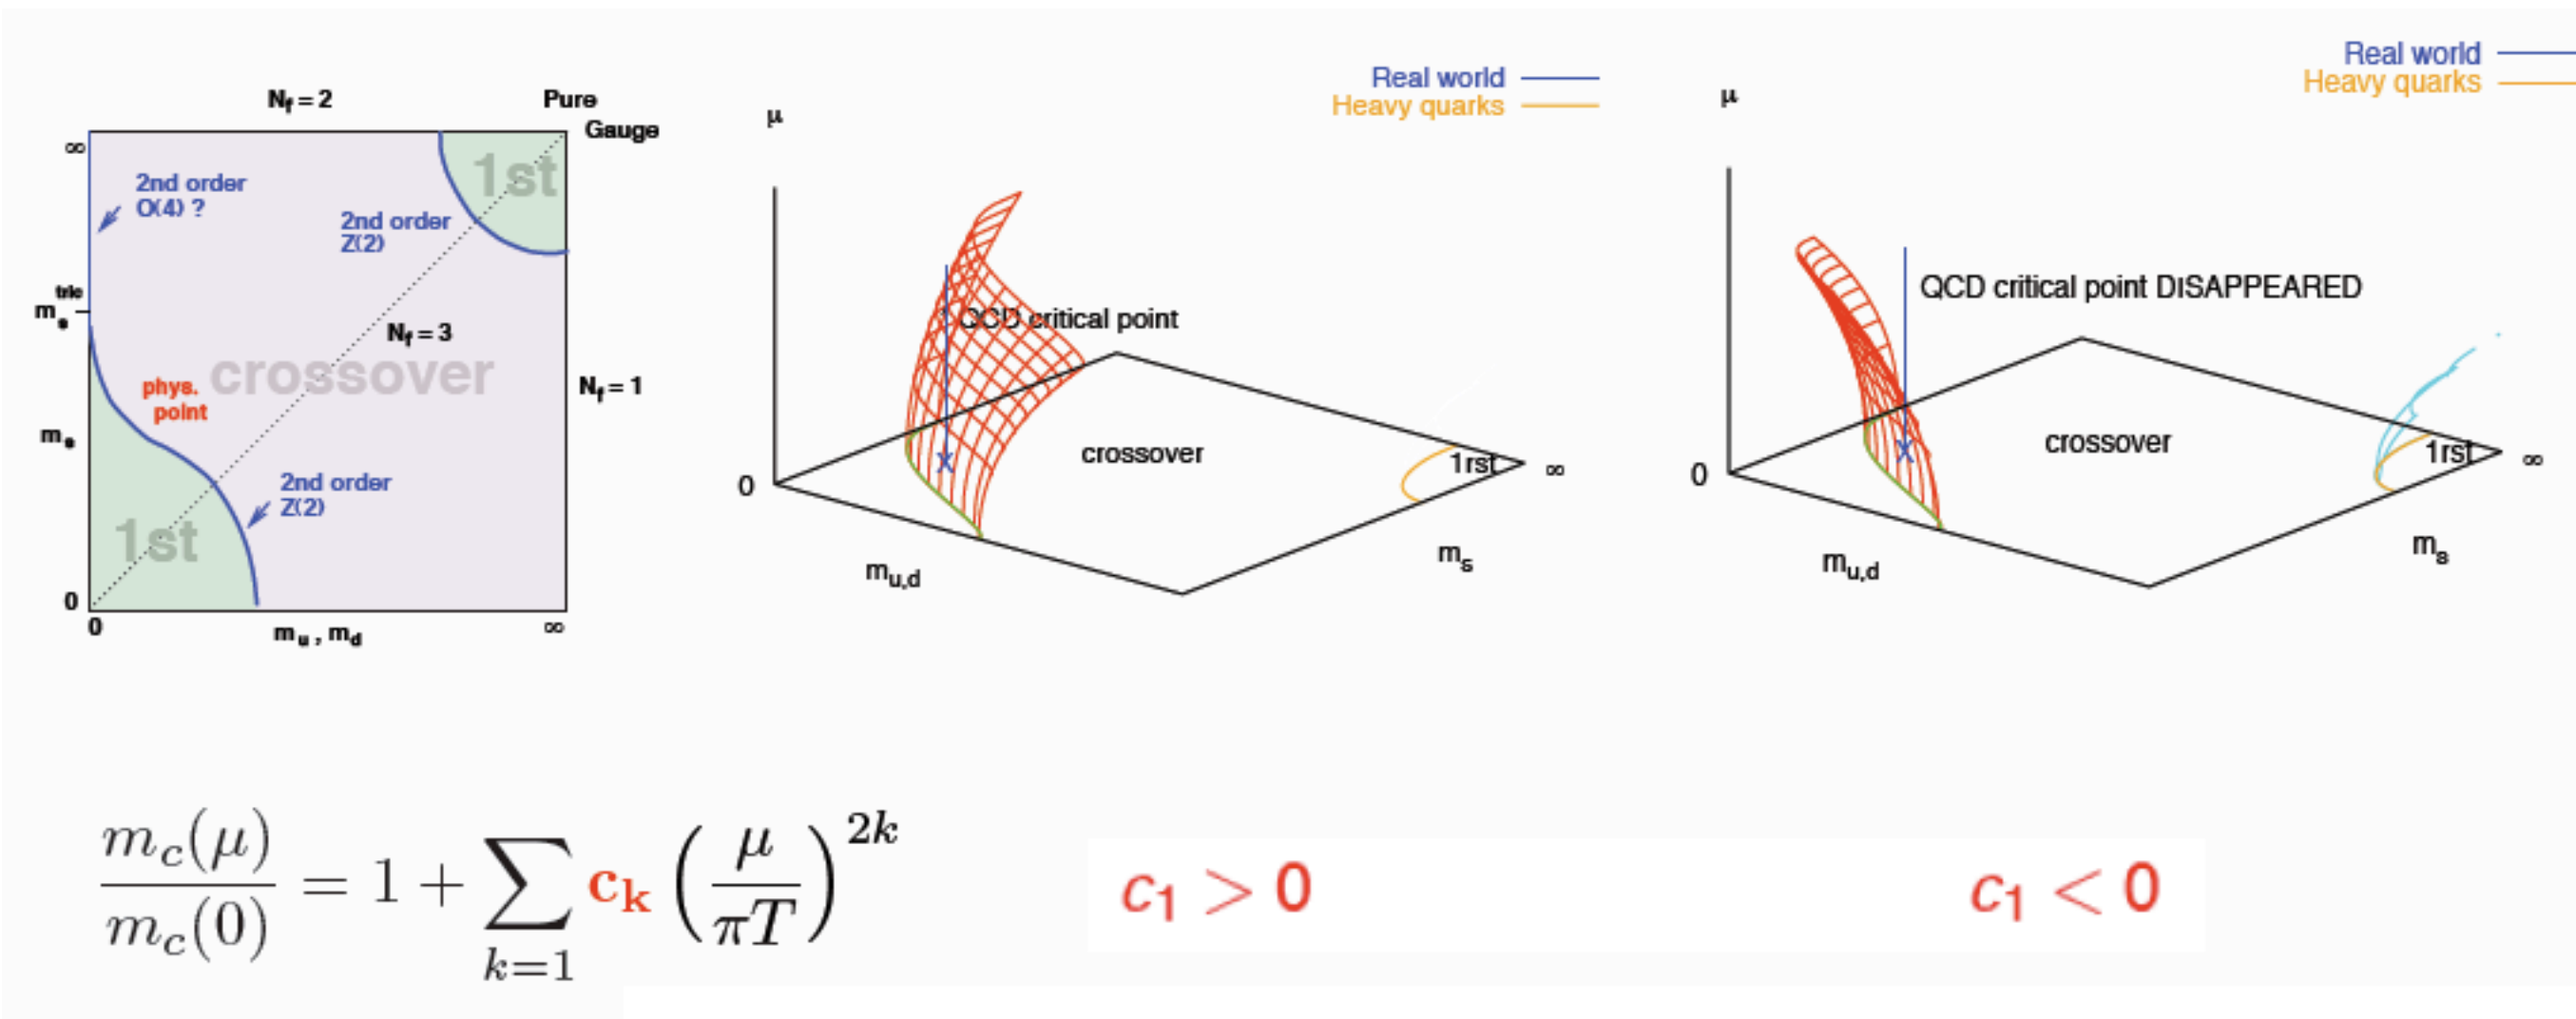 N_f = 2
Pure
Gauge
∞
1st
2nd order
O(4) ?
2nd order
Z(2)
tric
m_s
N_f = 3
crossover
phys.
point
N_f = 1
m_s
2nd order
Z(2)
1st
0
0
m_u , m_d
∞
Real world
Heavy quarks
μ
QCD critical point
crossover
1rst
∞
0
m_u,d
m_s
Real world
Heavy quarks
μ
QCD critical point DISAPPEARED
crossover
1rst
∞
0
m_u,d
m_s
m_c(μ) / m_c(0) = 1 + ∑_{k=1} c_k (μ / πT)^{2k}
c_1 > 0
c_1 < 0